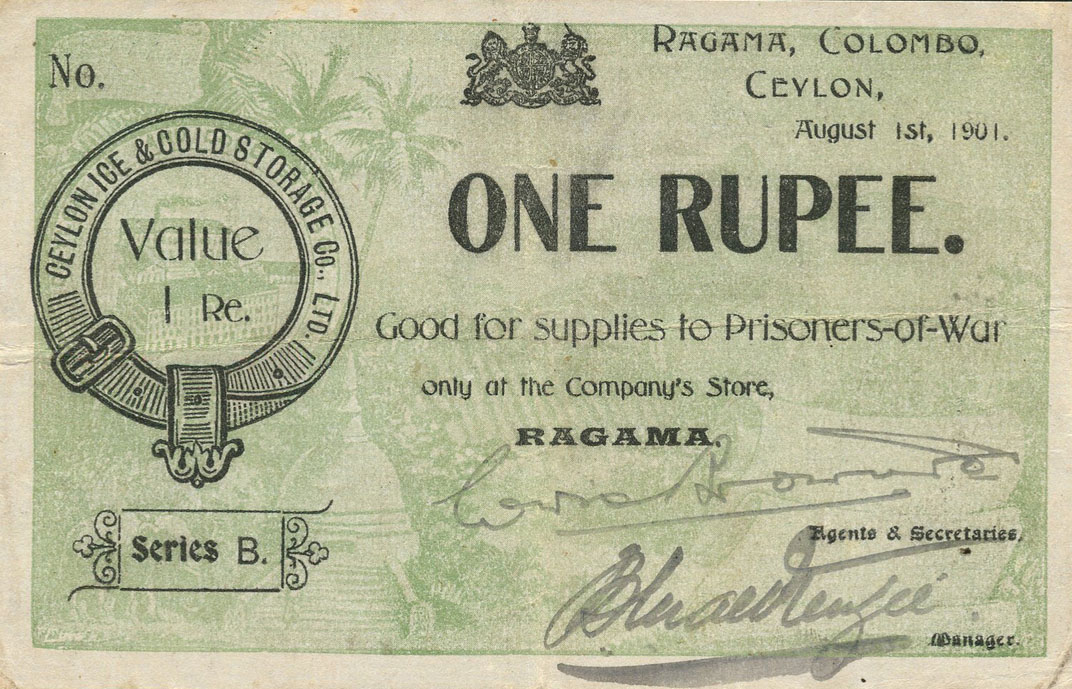 No.
RAGAMA, COLOMBO,
CEYLON,
August 1st, 1901.
CEYLON ICE & COLD STORAGE Co., LTD.
Value
1 Re.
ONE RUPEE.
Good for supplies to Prisoners-of-War
only at the Company's Store,
RAGAMA.
Agents & Secretaries.
Series B.
Manager.